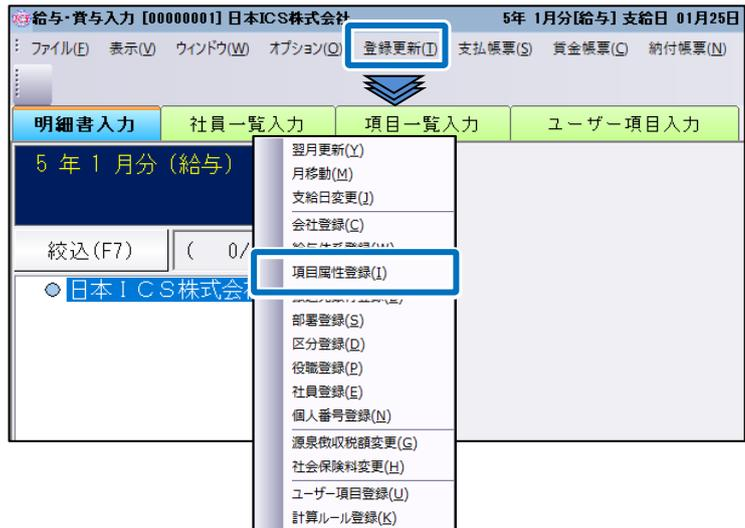 給与・賞与入力 [00000001] 日本ICS株式会社 5年 1月分[給与] 支給日 01月25日
ファイル(F) 表示(V) ウィンドウ(W) オプション(O) 登録更新(T) 支払帳票(S) 賃金帳票(C) 納付帳票(N)
明細書入力 社員一覧入力 項目一覧入力 ユーザー項目入力
5 年 1 月分 (給与)
絞込(F7) ( 0/
日本ICS株式会
翌月更新(Y)
月移動(M)
支給日変更(J)
会社登録(C)
項目属性登録(I)
部署登録(S)
区分登録(D)
役職登録(P)
社員登録(E)
個人番号登録(N)
源泉徴収税額変更(G)
社会保険料変更(H)
ユーザー項目登録(U)
計算ルール登録(K)